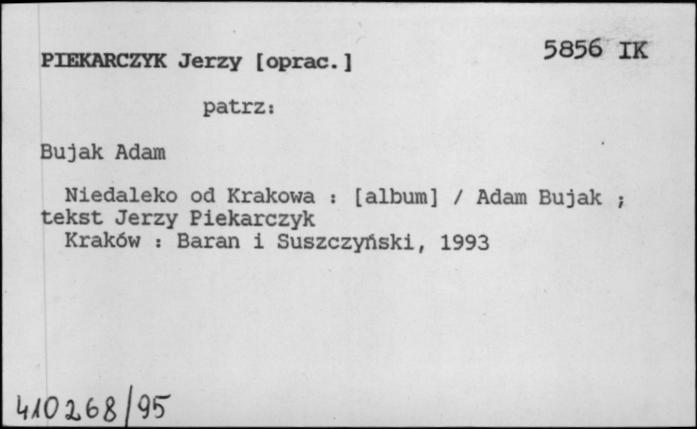 PIEKARCZYK Jerzy [oprac.]
5856 IK
patrz:
Bujak Adam
Niedaleko od Krakowa : [album] / Adam Bujak ;
tekst Jerzy Piekarczyk
Kraków : Baran i Suszczyński, 1993
410268/95